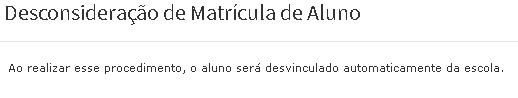 Desconsideração de Matrícula de Aluno
Ao realizar esse procedimento, o aluno será desvinculado automaticamente da escola.